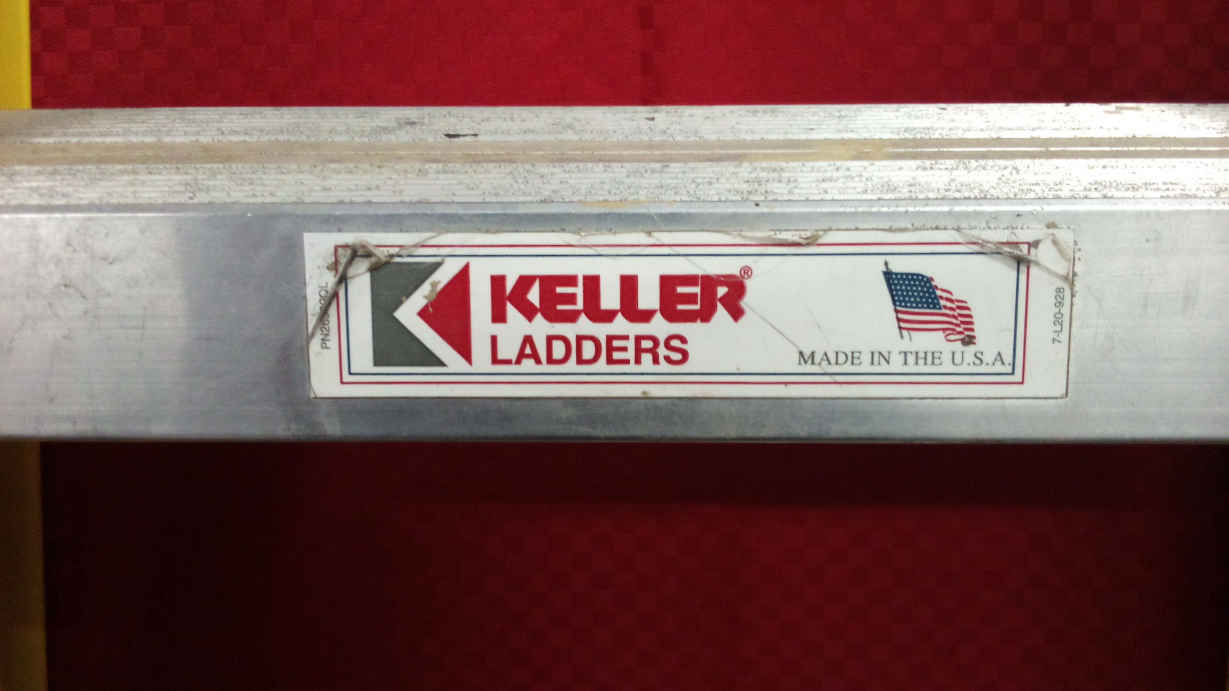 KELLER®
LADDERS
MADE IN THE U.S.A.
7-L20-928